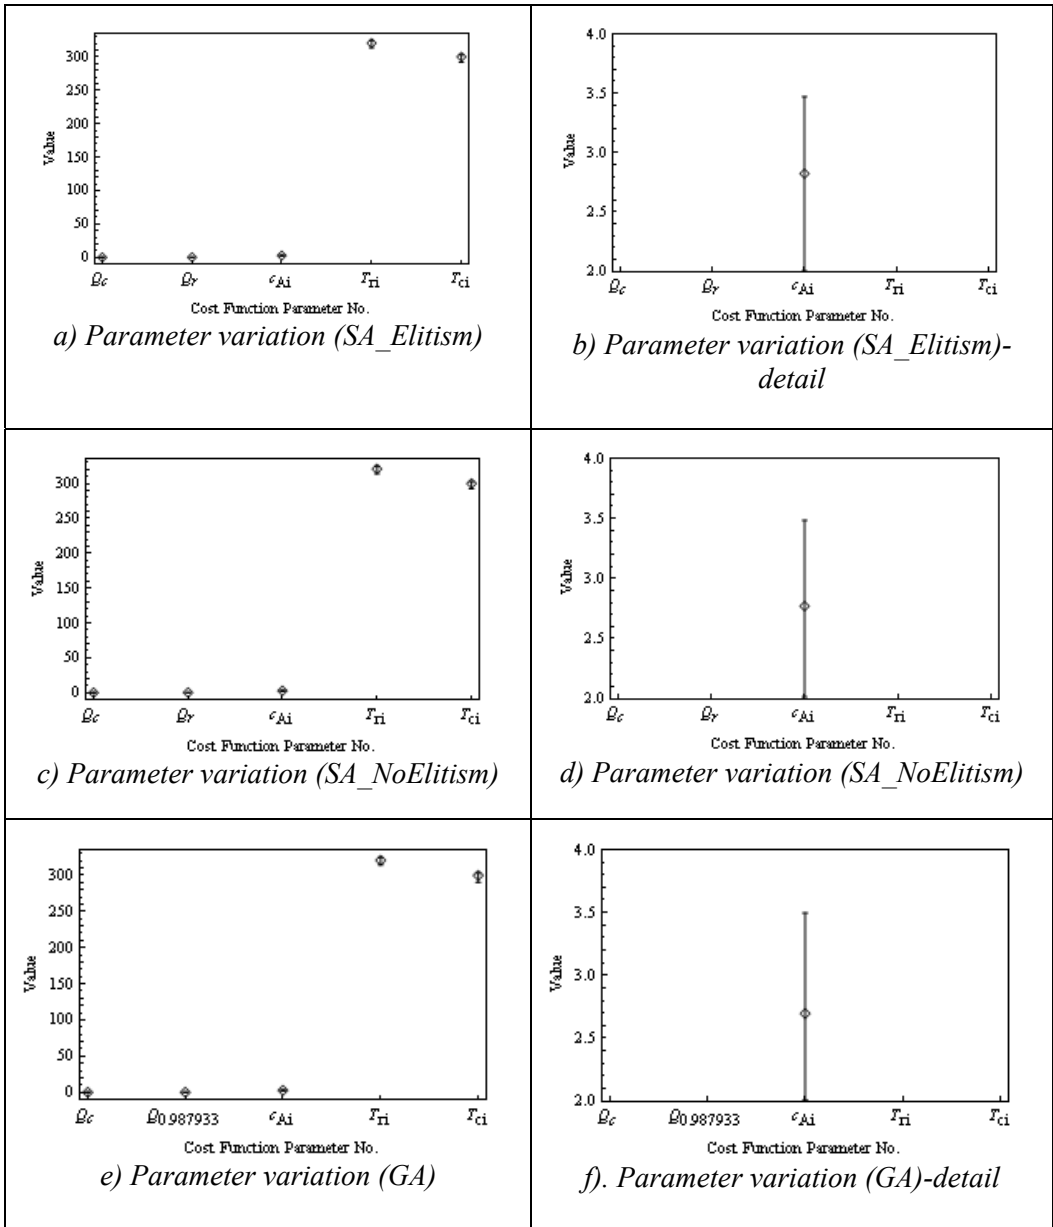 300
250
200
150
100
50
0
Value
Qc Qr cAi Tri Tci
Cost Function Parameter No.
a) Parameter variation (SA_Elitism)
4.0
3.5
3.0
2.5
2.0
Value
Qc Qr cAi Tri Tci
Cost Function Parameter No.
b) Parameter variation (SA_Elitism)-
detail
300
250
200
150
100
50
0
Value
Qc Qr cAi Tri Tci
Cost Function Parameter No.
c) Parameter variation (SA_NoElitism)
4.0
3.5
3.0
2.5
2.0
Value
Qc Qr cAi Tri Tci
Cost Function Parameter No.
d) Parameter variation (SA_NoElitism)
300
250
200
150
100
50
0
Value
Qc Q0.987933 cAi Tri Tci
Cost Function Parameter No.
e) Parameter variation (GA)
4.0
3.5
3.0
2.5
2.0
Value
Qc Q0.987933 cAi Tri Tci
Cost Function Parameter No.
f). Parameter variation (GA)-detail